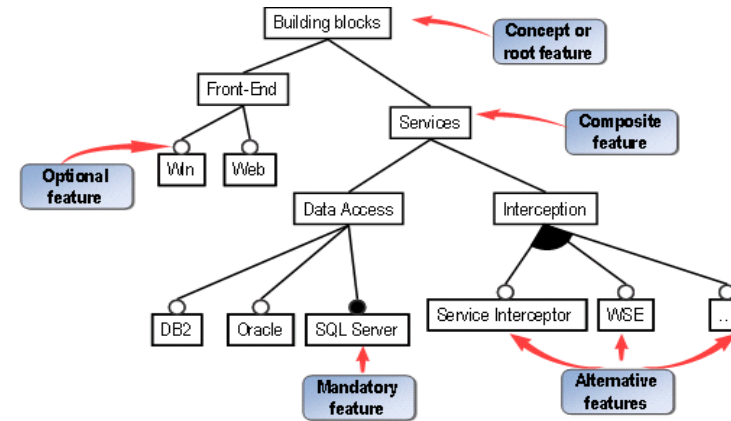 Building blocks
Concept or
root feature
Front-End
Services
Composite
feature
Optional
feature
Win
Web
Data Access
Interception
DB2
Oracle
SQL Server
Service Interceptor
WSE
..
Mandatory
feature
Alternative
features